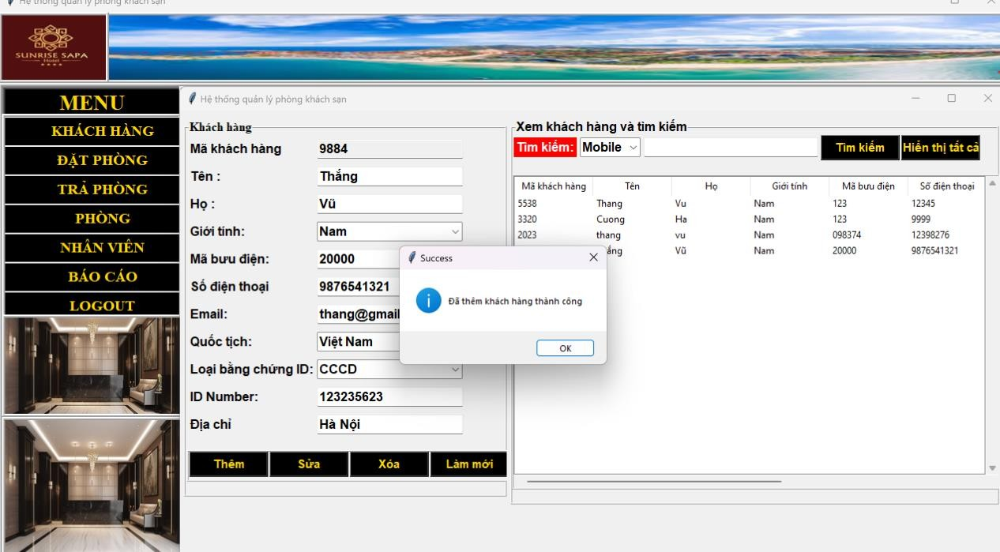 Hệ thống quản lý phòng khách sạn
SUNRISE SAPA
Hotel
MENU
KHÁCH HÀNG
ĐẶT PHÒNG
TRẢ PHÒNG
PHÒNG
NHÂN VIÊN
BÁO CÁO
LOGOUT
Hệ thống quản lý phòng khách sạn
Khách hàng
Mã khách hàng 9884
Tên : Thắng
Họ : Vũ
Giới tính: Nam
Mã bưu điện: 20000
Số điện thoại 9876541321
Email: thang@gmail
Quốc tịch: Việt Nam
Loại bằng chứng ID: CCCD
ID Number: 123235623
Địa chỉ Hà Nội
Thêm Sửa Xóa Làm mới
Xem khách hàng và tìm kiếm
Tìm kiếm: Mobile Tìm kiếm Hiển thị tất cả
Mã khách hàng Tên Họ Giới tính Mã bưu điện Số điện thoại
5538 Thang Vu Nam 123 12345
3320 Cuong Ha Nam 123 9999
2023 thang vu Nam 098374 12398276
ắng Vũ Nam 20000 9876541321
Success
Đã thêm khách hàng thành công
OK